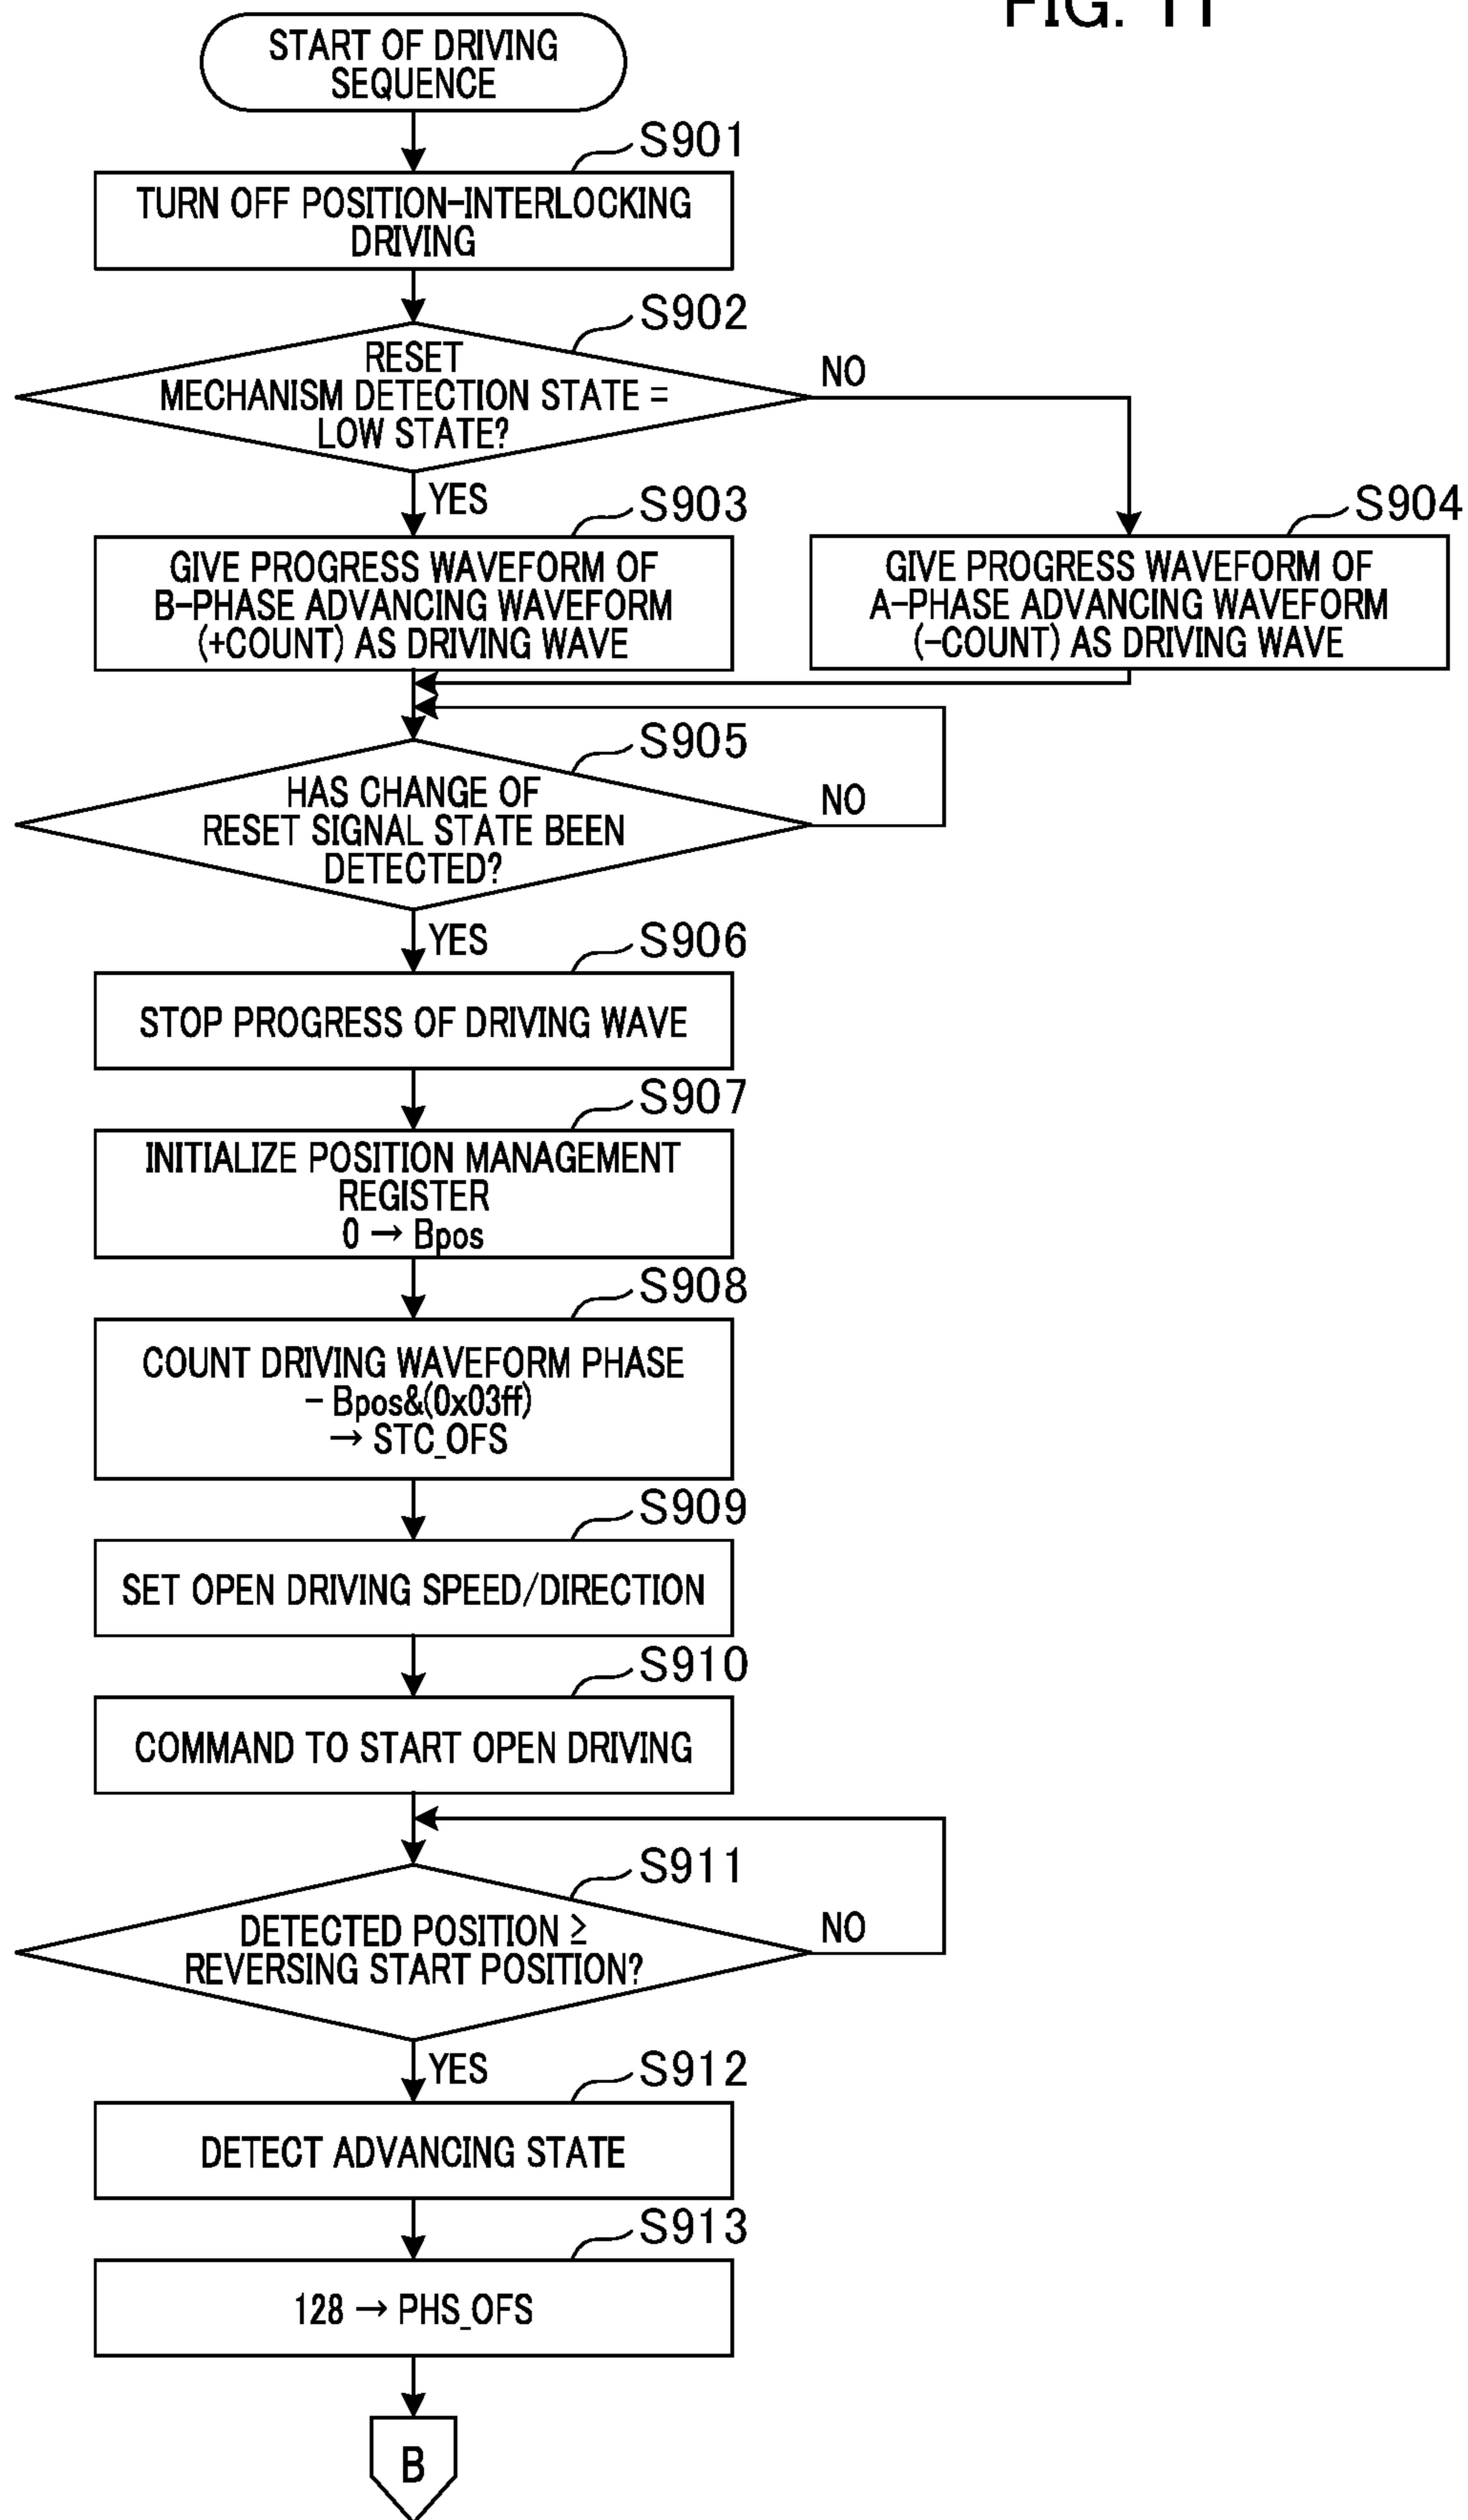 FIG. 11
START OF DRIVING
SEQUENCE
S901
TURN OFF POSITION-INTERLOCKING
DRIVING
S902
RESET
MECHANISM DETECTION STATE =
LOW STATE?
NO
YES
S903
GIVE PROGRESS WAVEFORM OF
B-PHASE ADVANCING WAVEFORM
(+COUNT) AS DRIVING WAVE
S904
GIVE PROGRESS WAVEFORM OF
A-PHASE ADVANCING WAVEFORM
(-COUNT) AS DRIVING WAVE
S905
HAS CHANGE OF
RESET SIGNAL STATE BEEN
DETECTED?
NO
YES
S906
STOP PROGRESS OF DRIVING WAVE
S907
INITIALIZE POSITION MANAGEMENT
REGISTER
0 → Bpos
S908
COUNT DRIVING WAVEFORM PHASE
- Bpos&(0x03ff)
→ STC_OFS
S909
SET OPEN DRIVING SPEED/DIRECTION
S910
COMMAND TO START OPEN DRIVING
S911
DETECTED POSITION ≥
REVERSING START POSITION?
NO
YES
S912
DETECT ADVANCING STATE
S913
128 → PHS_OFS
B